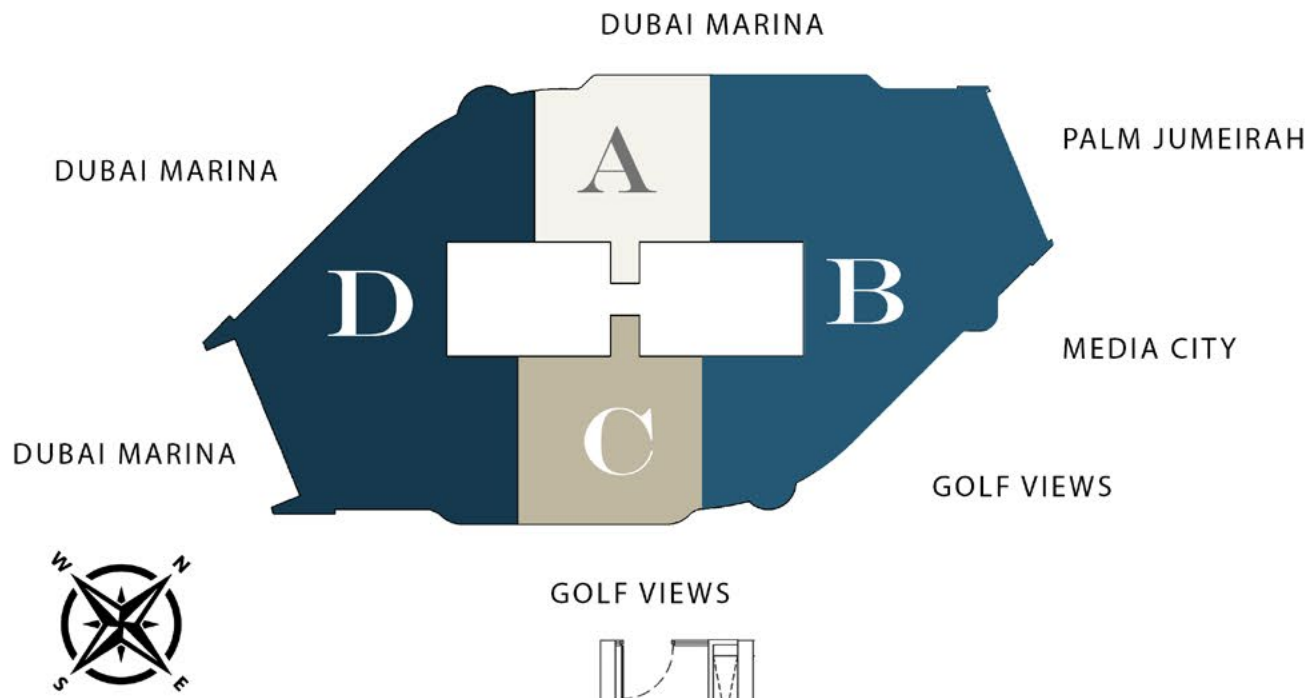 DUBAI MARINA
PALM JUMEIRAH
DUBAI MARINA
A
D
B
MEDIA CITY
C
DUBAI MARINA
GOLF VIEWS
W
N
GOLF VIEWS
S
E